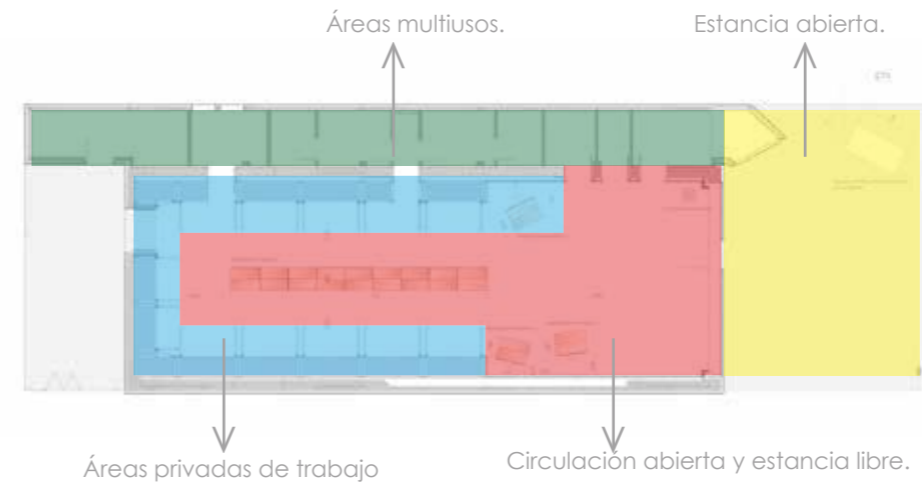 Áreas multiusos.
Estancia abierta.
Áreas privadas de trabajo
Circulación abierta y estancia libre.